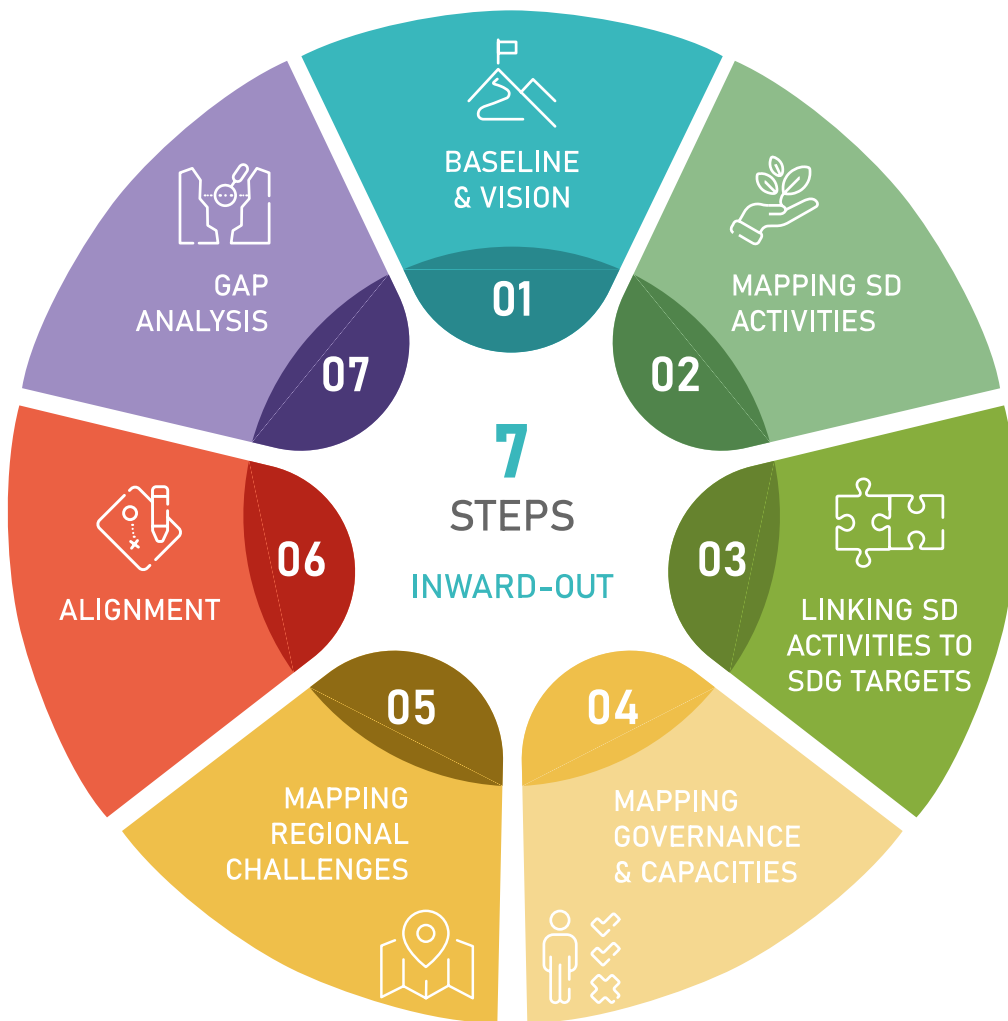 7
STEPS
INWARD-OUT
BASELINE
& VISION
01
MAPPING SD
ACTIVITIES
02
LINKING SD
ACTIVITIES TO
SDG TARGETS
03
MAPPING
GOVERNANCE
& CAPACITIES
04
MAPPING
REGIONAL
CHALLENGES
05
ALIGNMENT
06
GAP
ANALYSIS
07